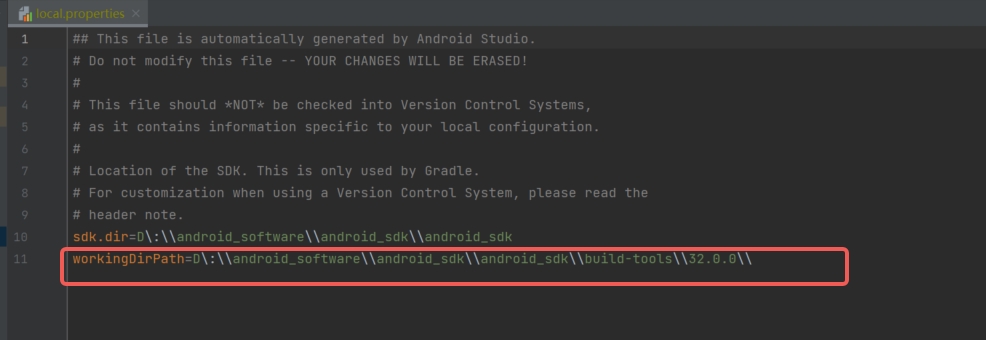 local.properties
1 ## This file is automatically generated by Android Studio.
2 # Do not modify this file -- YOUR CHANGES WILL BE ERASED!
3 #
4 # This file should *NOT* be checked into Version Control Systems,
5 # as it contains information specific to your local configuration.
6 #
7 # Location of the SDK. This is only used by Gradle.
8 # For customization when using a Version Control System, please read the
9 # header note.
10 sdk.dir=D\:\\android_software\\android_sdk\\android_sdk
11 workingDirPath=D\:\\android_software\\android_sdk\\android_sdk\\build-tools\\32.0.0\\